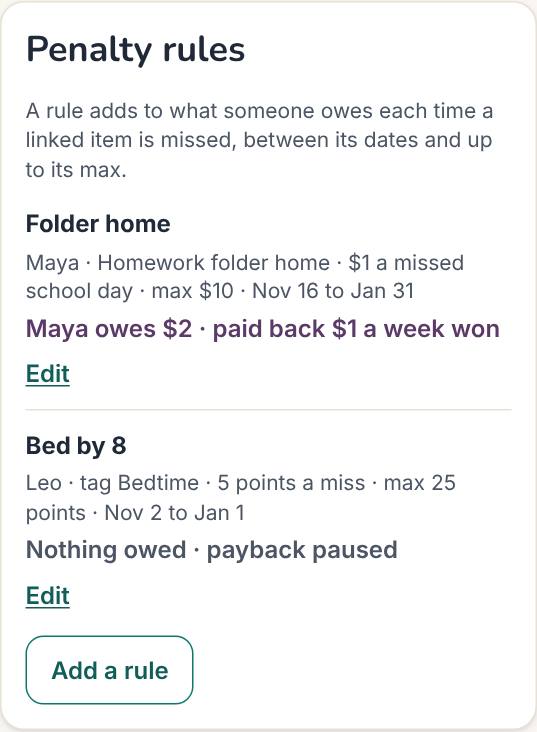 Penalty rules
A rule adds to what someone owes each time a
linked item is missed, between its dates and up
to its max.
Folder home
Maya · Homework folder home · $1 a missed
school day · max $10 · Nov 16 to Jan 31
Maya owes $2 · paid back $1 a week won
Edit
Bed by 8
Leo · tag Bedtime · 5 points a miss · max 25
points · Nov 2 to Jan 1
Nothing owed · payback paused
Edit
Add a rule